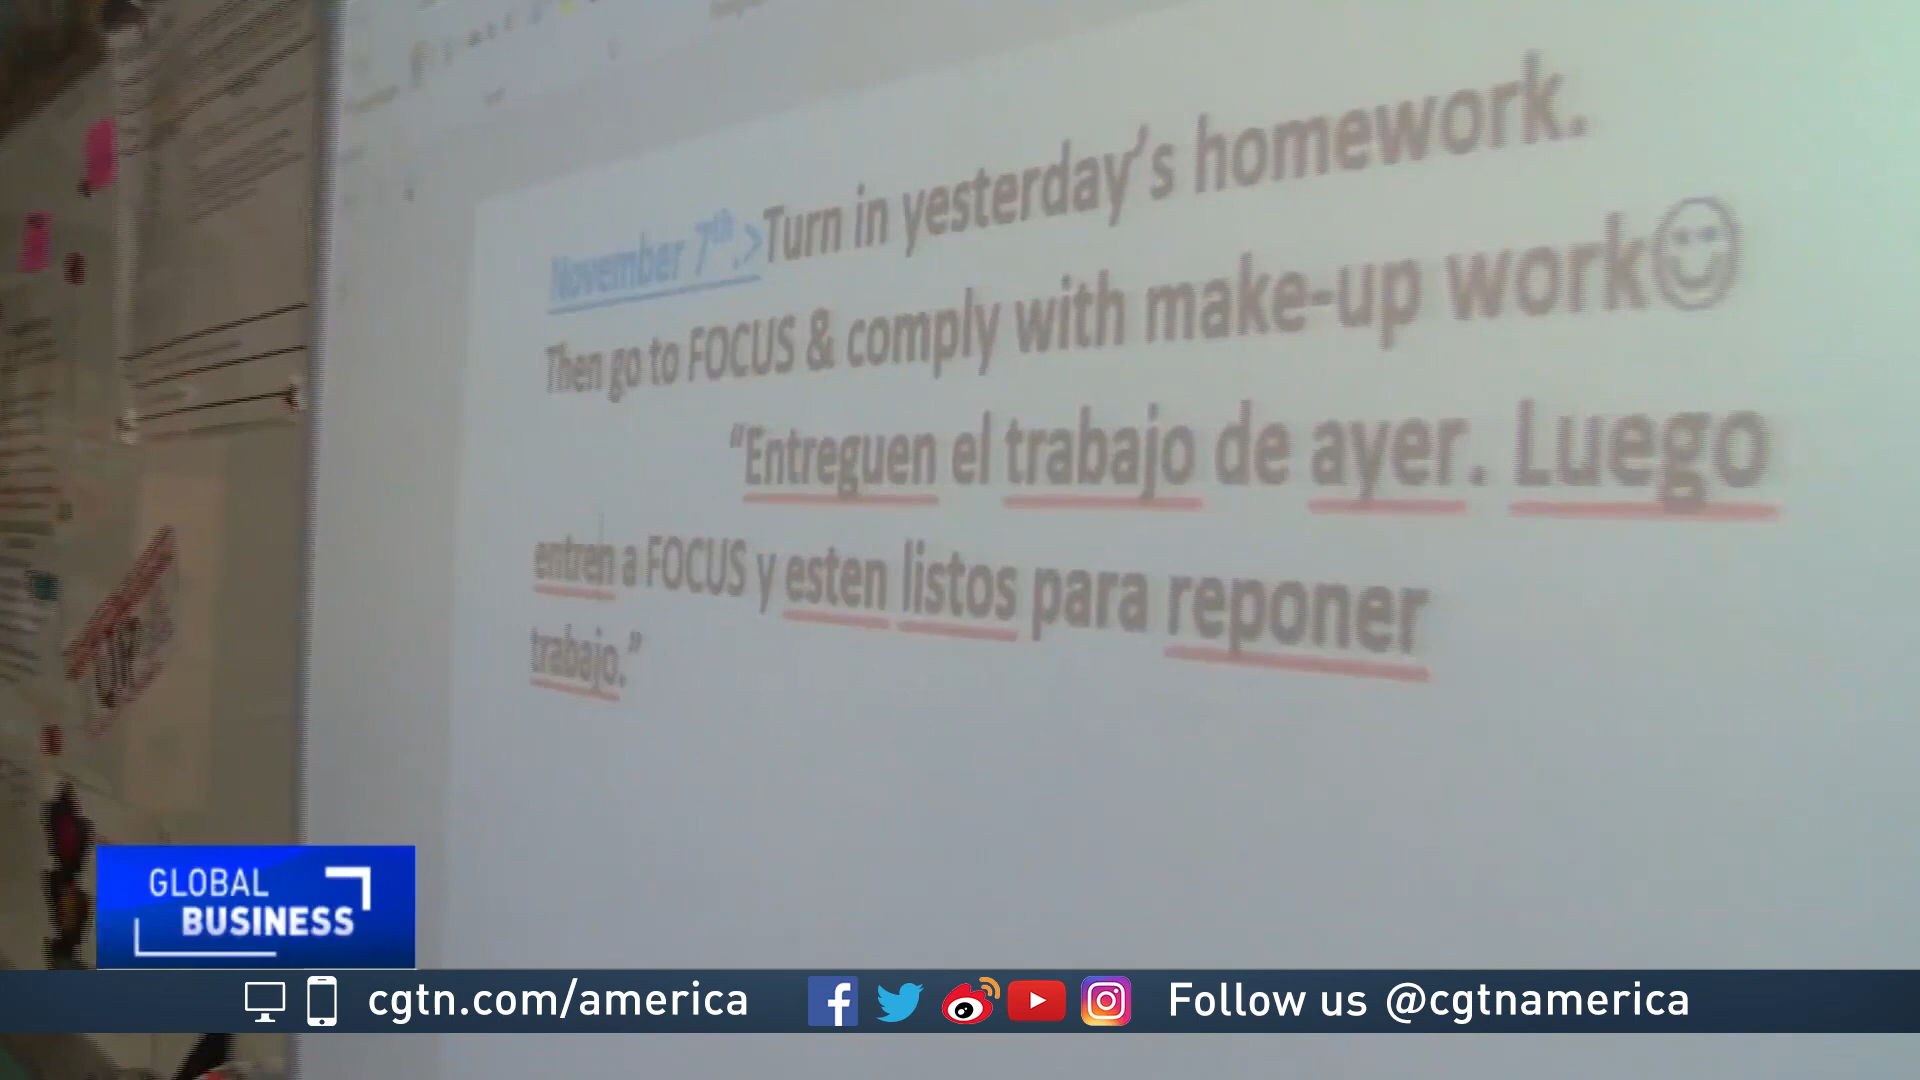 November 7th.>Turn in yesterday's homework.
Then go to FOCUS & comply with make-up work
"Entreguen el trabajo de ayer. Luego
entren a FOCUS y esten listos para reponer
trabajo."
GLOBAL
BUSINESS
cgtn.com/america
Follow us @cgtnamerica